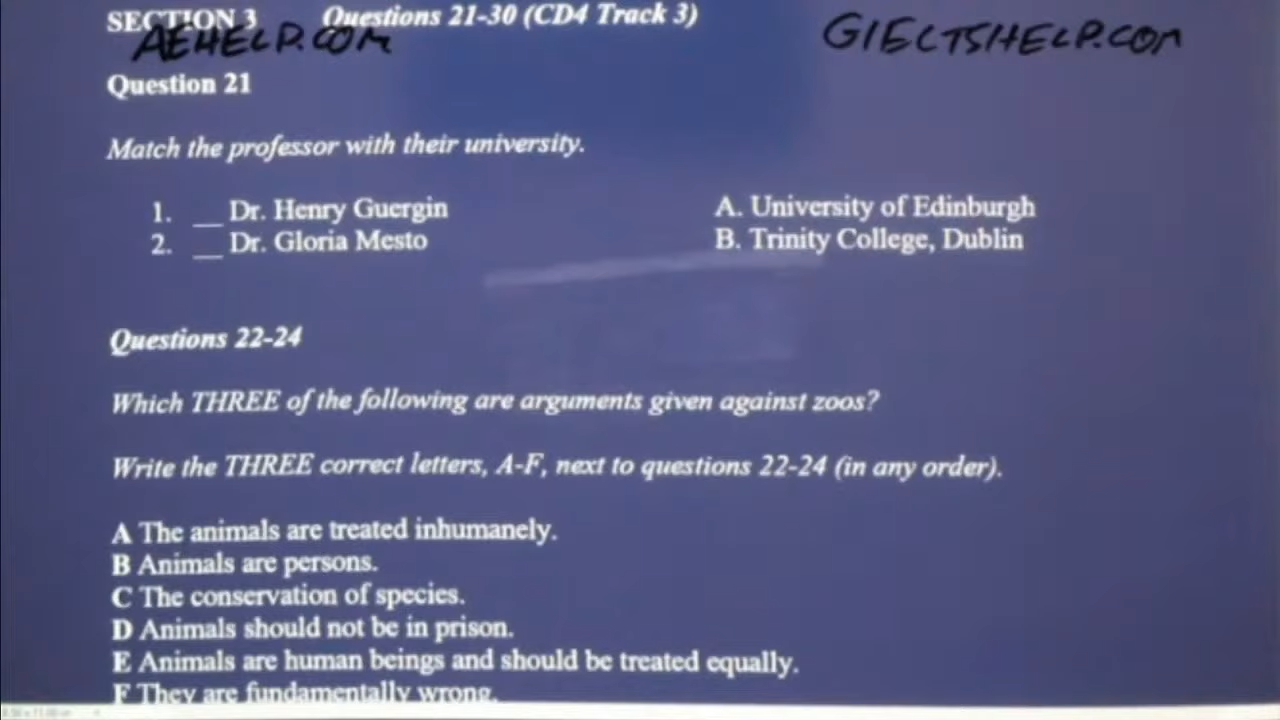 SECTION 3 Questions 21-30 (CD4 Track 3)
AEHELP.COM GIELTSHELP.COM
Question 21
Match the professor with their university.
1. __ Dr. Henry Guergin A. University of Edinburgh
2. __ Dr. Gloria Mesto B. Trinity College, Dublin
Questions 22-24
Which THREE of the following are arguments given against zoos?
Write the THREE correct letters, A-F, next to questions 22-24 (in any order).
A The animals are treated inhumanely.
B Animals are persons.
C The conservation of species.
D Animals should not be in prison.
E Animals are human beings and should be treated equally.
F They are fundamentally wrong.